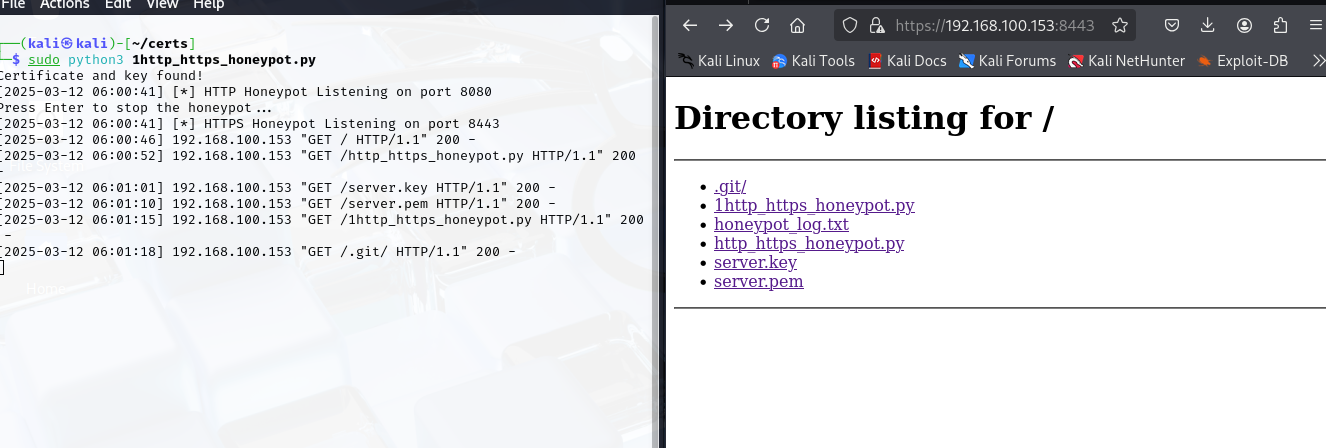 File Actions Edit View Help
(kali㉿kali)-[~/certs]
$ sudo python3 1http_https_honeypot.py
Certificate and key found!
[2025-03-12 06:00:41] [*] HTTP Honeypot Listening on port 8080
Press Enter to stop the honeypot...
[2025-03-12 06:00:41] [*] HTTPS Honeypot Listening on port 8443
[2025-03-12 06:00:46] 192.168.100.153 "GET / HTTP/1.1" 200 -
[2025-03-12 06:00:52] 192.168.100.153 "GET /http_https_honeypot.py HTTP/1.1" 200
-
[2025-03-12 06:01:01] 192.168.100.153 "GET /server.key HTTP/1.1" 200 -
[2025-03-12 06:01:10] 192.168.100.153 "GET /server.pem HTTP/1.1" 200 -
[2025-03-12 06:01:15] 192.168.100.153 "GET /1http_https_honeypot.py HTTP/1.1" 200
-
[2025-03-12 06:01:18] 192.168.100.153 "GET /.git/ HTTP/1.1" 200 -
Home
https://192.168.100.153:8443
Kali Linux Kali Tools Kali Docs Kali Forums Kali NetHunter Exploit-DB
Directory listing for /
.git/
1http_https_honeypot.py
honeypot_log.txt
http_https_honeypot.py
server.key
server.pem